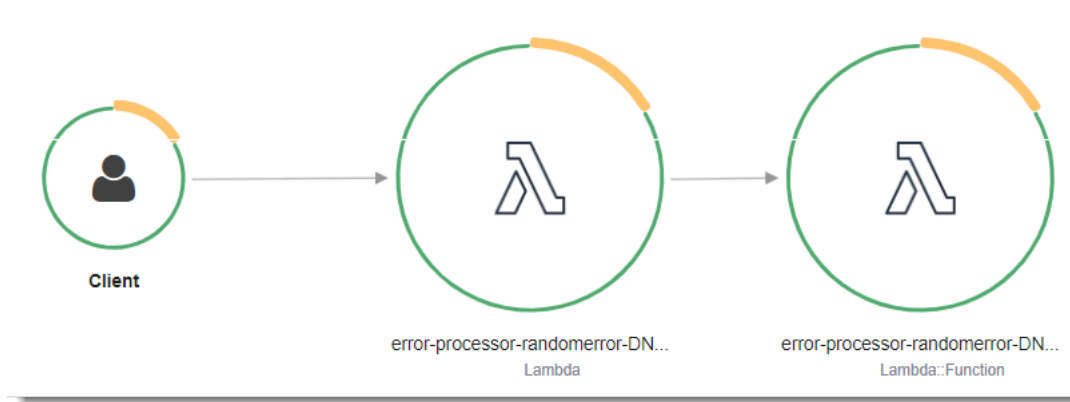 Client
error-processor-randomerror-DN...
Lambda
error-processor-randomerror-DN...
Lambda::Function